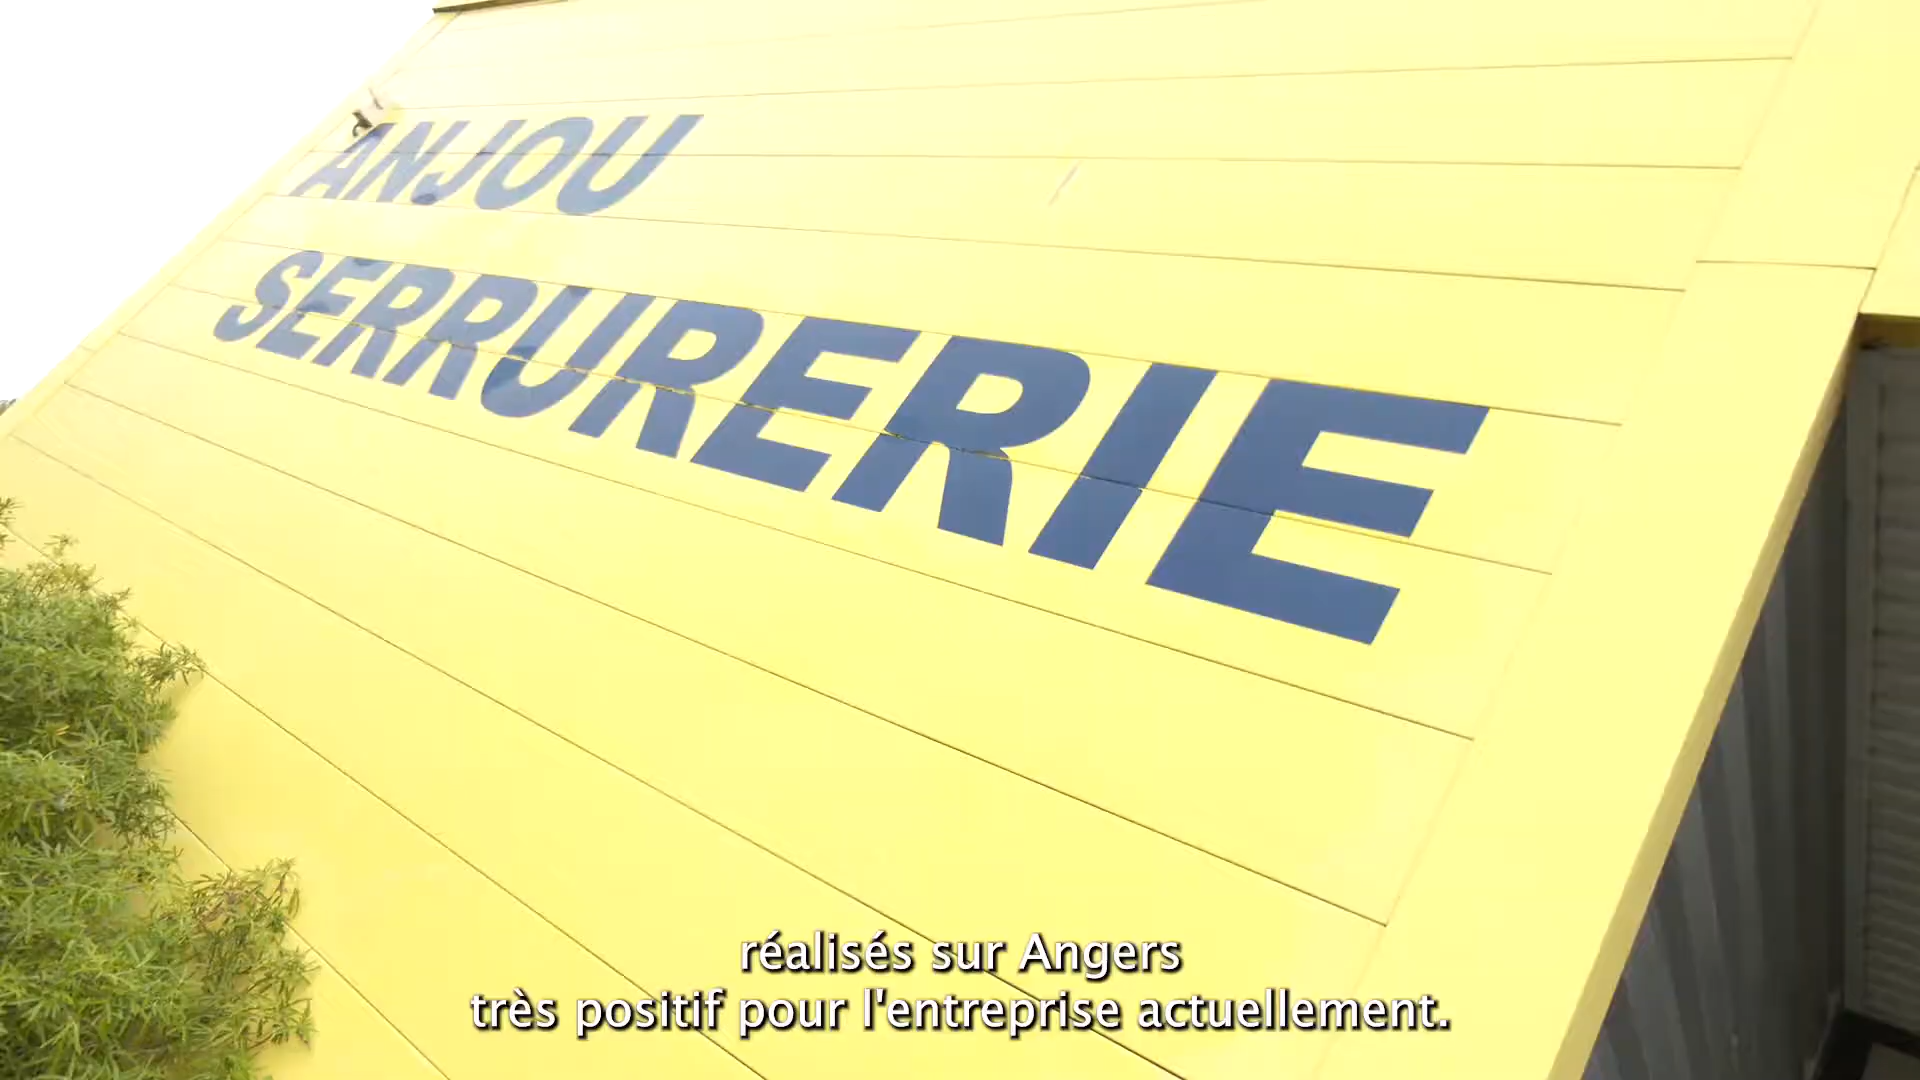 ANJOU
SERRURERIE
réalisés sur Angers
très positif pour l'entreprise actuellement.